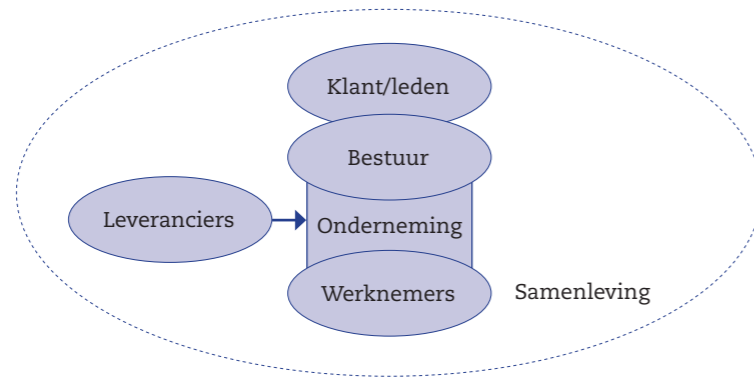 Klant/leden
Bestuur
Leveranciers
Onderneming
Werknemers
Samenleving